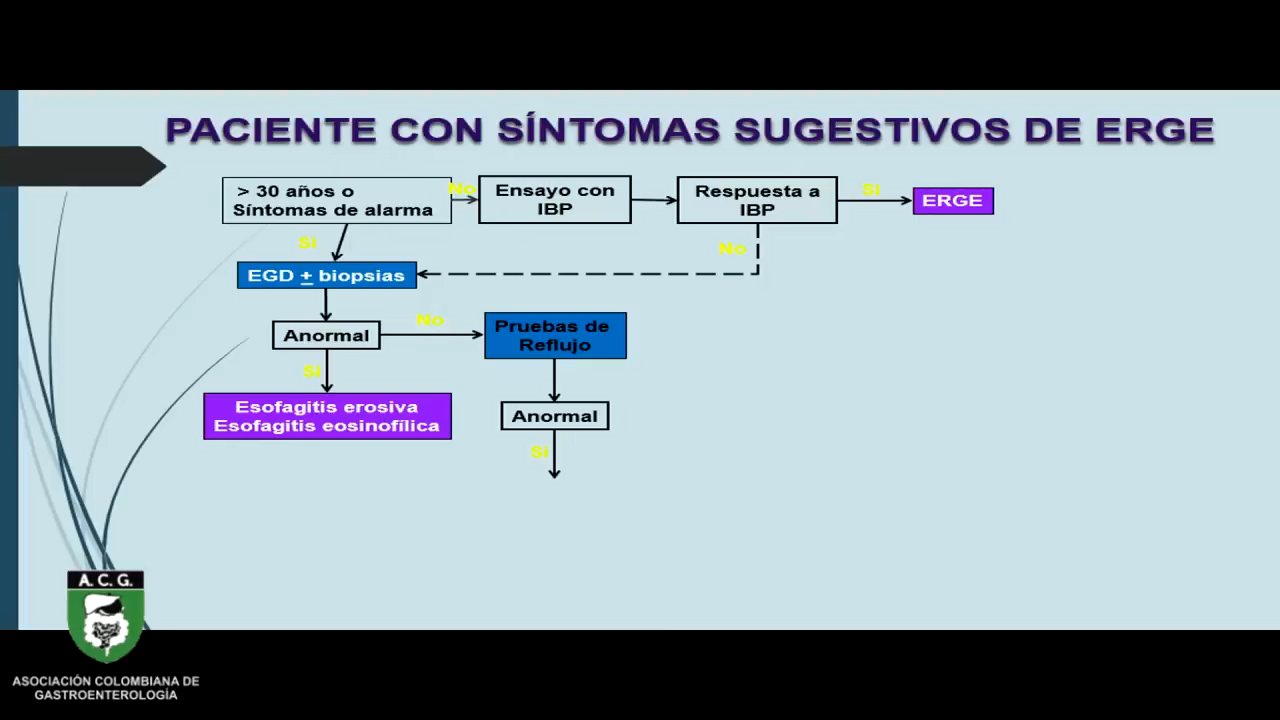 PACIENTE CON SÍNTOMAS SUGESTIVOS DE ERGE
> 30 años o
Síntomas de alarma
No
Ensayo con
IBP
Respuesta a
IBP
Si
ERGE
Si
No
EGD ± biopsias
Anormal
No
Pruebas de
Reflujo
Si
Esofagitis erosiva
Esofagitis eosinofílica
Anormal
Si
A. C. G.
ASOCIACIÓN COLOMBIANA DE
GASTROENTEROLOGÍA